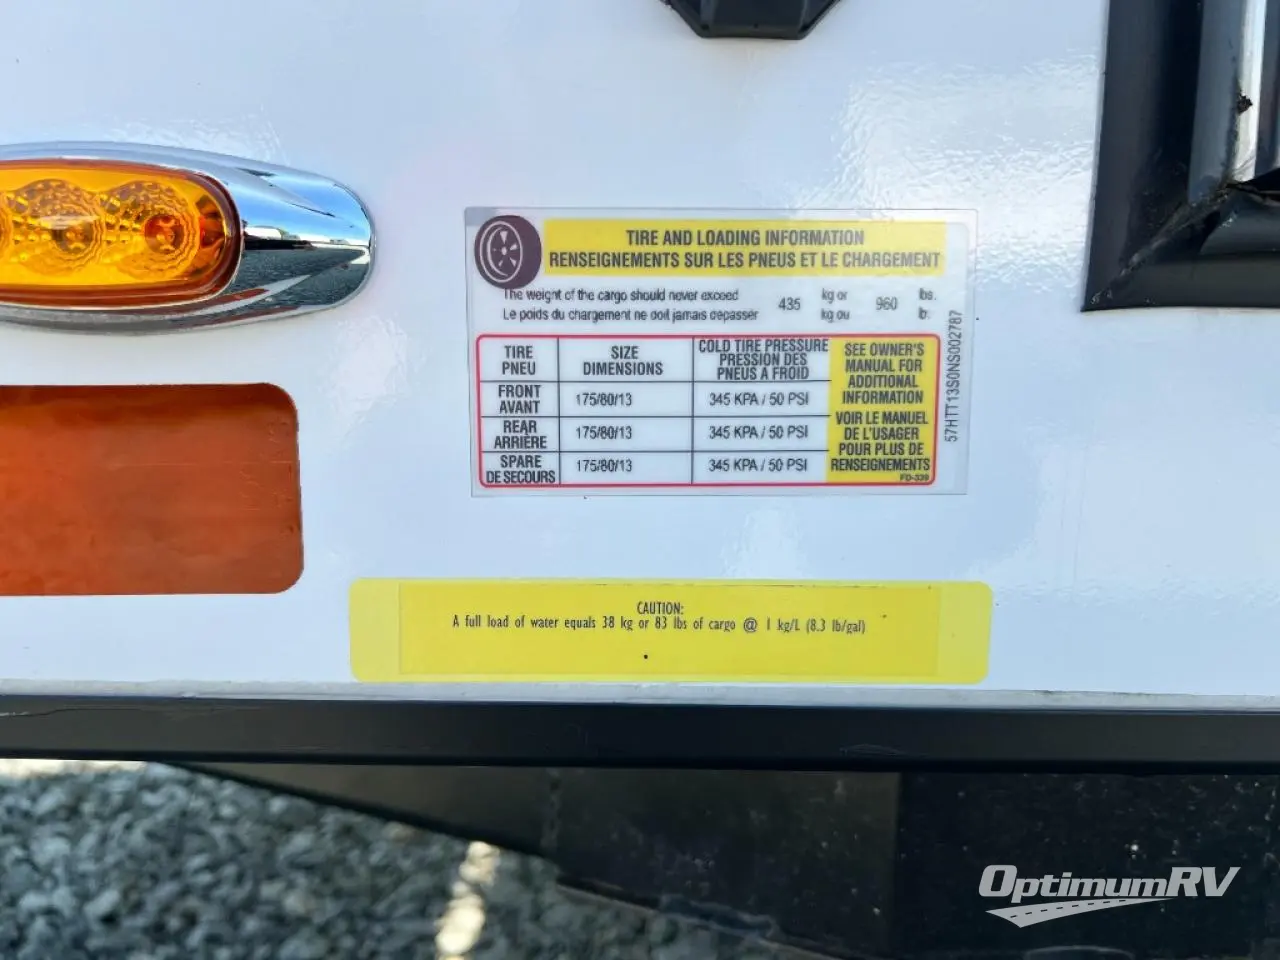 TIRE AND LOADING INFORMATION
RENSEIGNEMENTS SUR LES PNEUS ET LE CHARGEMENT
The weight of the cargo should never exceed 435 kg or 960 lbs.
Le poids du chargement ne doit jamais depasser kg ou lb.
TIRE PNEU
SIZE DIMENSIONS
COLD TIRE PRESSURE
PRESSION DES
PNEUS A FROID
FRONT AVANT
175/80/13
345 KPA / 50 PSI
REAR ARRIÈRE
175/80/13
345 KPA / 50 PSI
SPARE DE SECOURS
175/80/13
345 KPA / 50 PSI
SEE OWNER'S
MANUAL FOR
ADDITIONAL
INFORMATION
VOIR LE MANUEL
DE L'USAGER
POUR PLUS DE
RENSEIGNEMENTS
FD-339
57HTT13S0NS002787
CAUTION:
A full load of water equals 38 kg or 83 lbs of cargo @ 1 kg/L (8.3 lb/gal)
OptimumRV